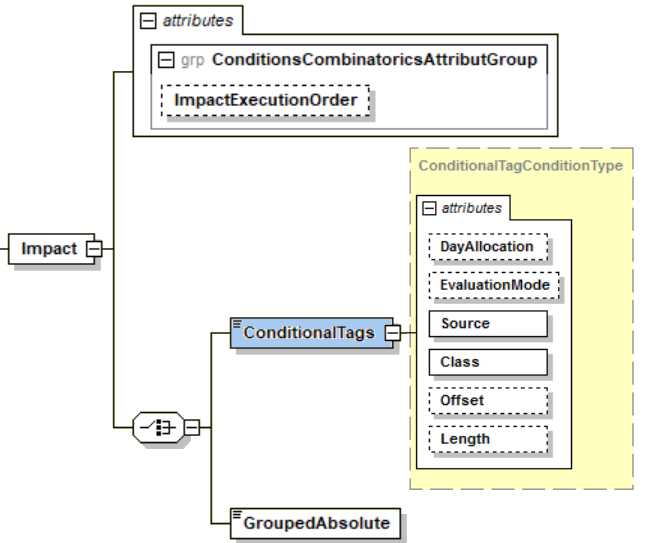 attributes
grp ConditionsCombinatoricsAttributGroup
ImpactExecutionOrder
ConditionalTagConditionType
attributes
DayAllocation
Impact
EvaluationMode
Source
ConditionalTags
Class
Offset
Length
GroupedAbsolute